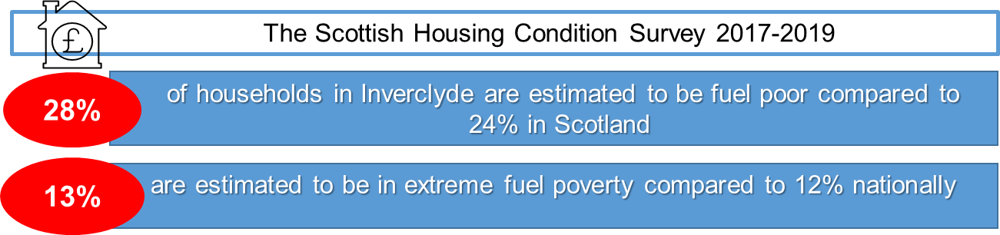 £
The Scottish Housing Condition Survey 2017-2019
28%
of households in Inverclyde are estimated to be fuel poor compared to
24% in Scotland
13%
are estimated to be in extreme fuel poverty compared to 12% nationally